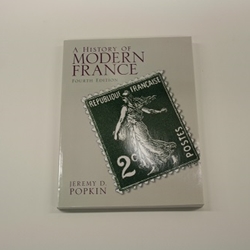 A HISTORY OF
MODERN
FRANCE
FOURTH EDITION
REPUBLIQUE FRANÇAISE
POSTES
2c
JEREMY D.
POPKIN